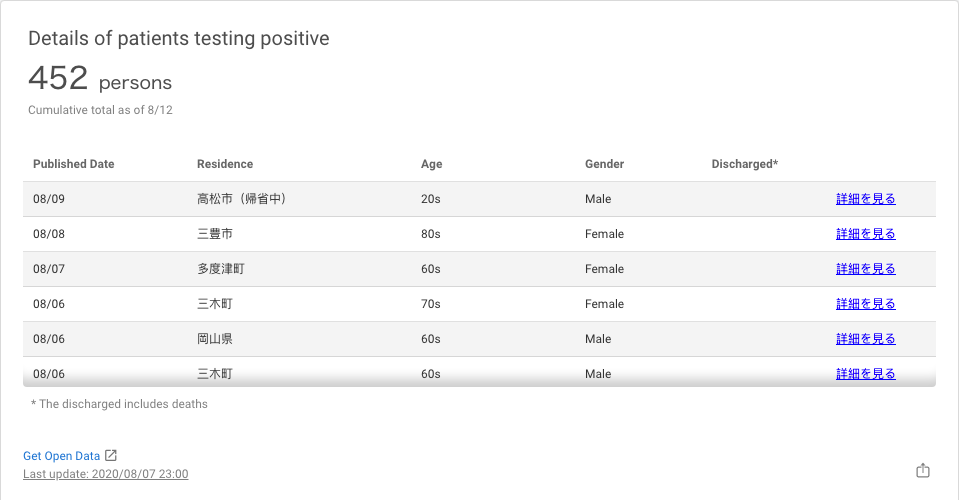 Details of patients testing positive
452 persons
Cumulative total as of 8/12
Published Date Residence Age Gender Discharged*
08/09 高松市（帰省中） 20s Male 詳細を見る
08/08 三豊市 80s Female 詳細を見る
08/07 多度津町 60s Female 詳細を見る
08/06 三木町 70s Female 詳細を見る
08/06 岡山県 60s Male 詳細を見る
08/06 三木町 60s Male 詳細を見る
* The discharged includes deaths
Get Open Data
Last update: 2020/08/07 23:00